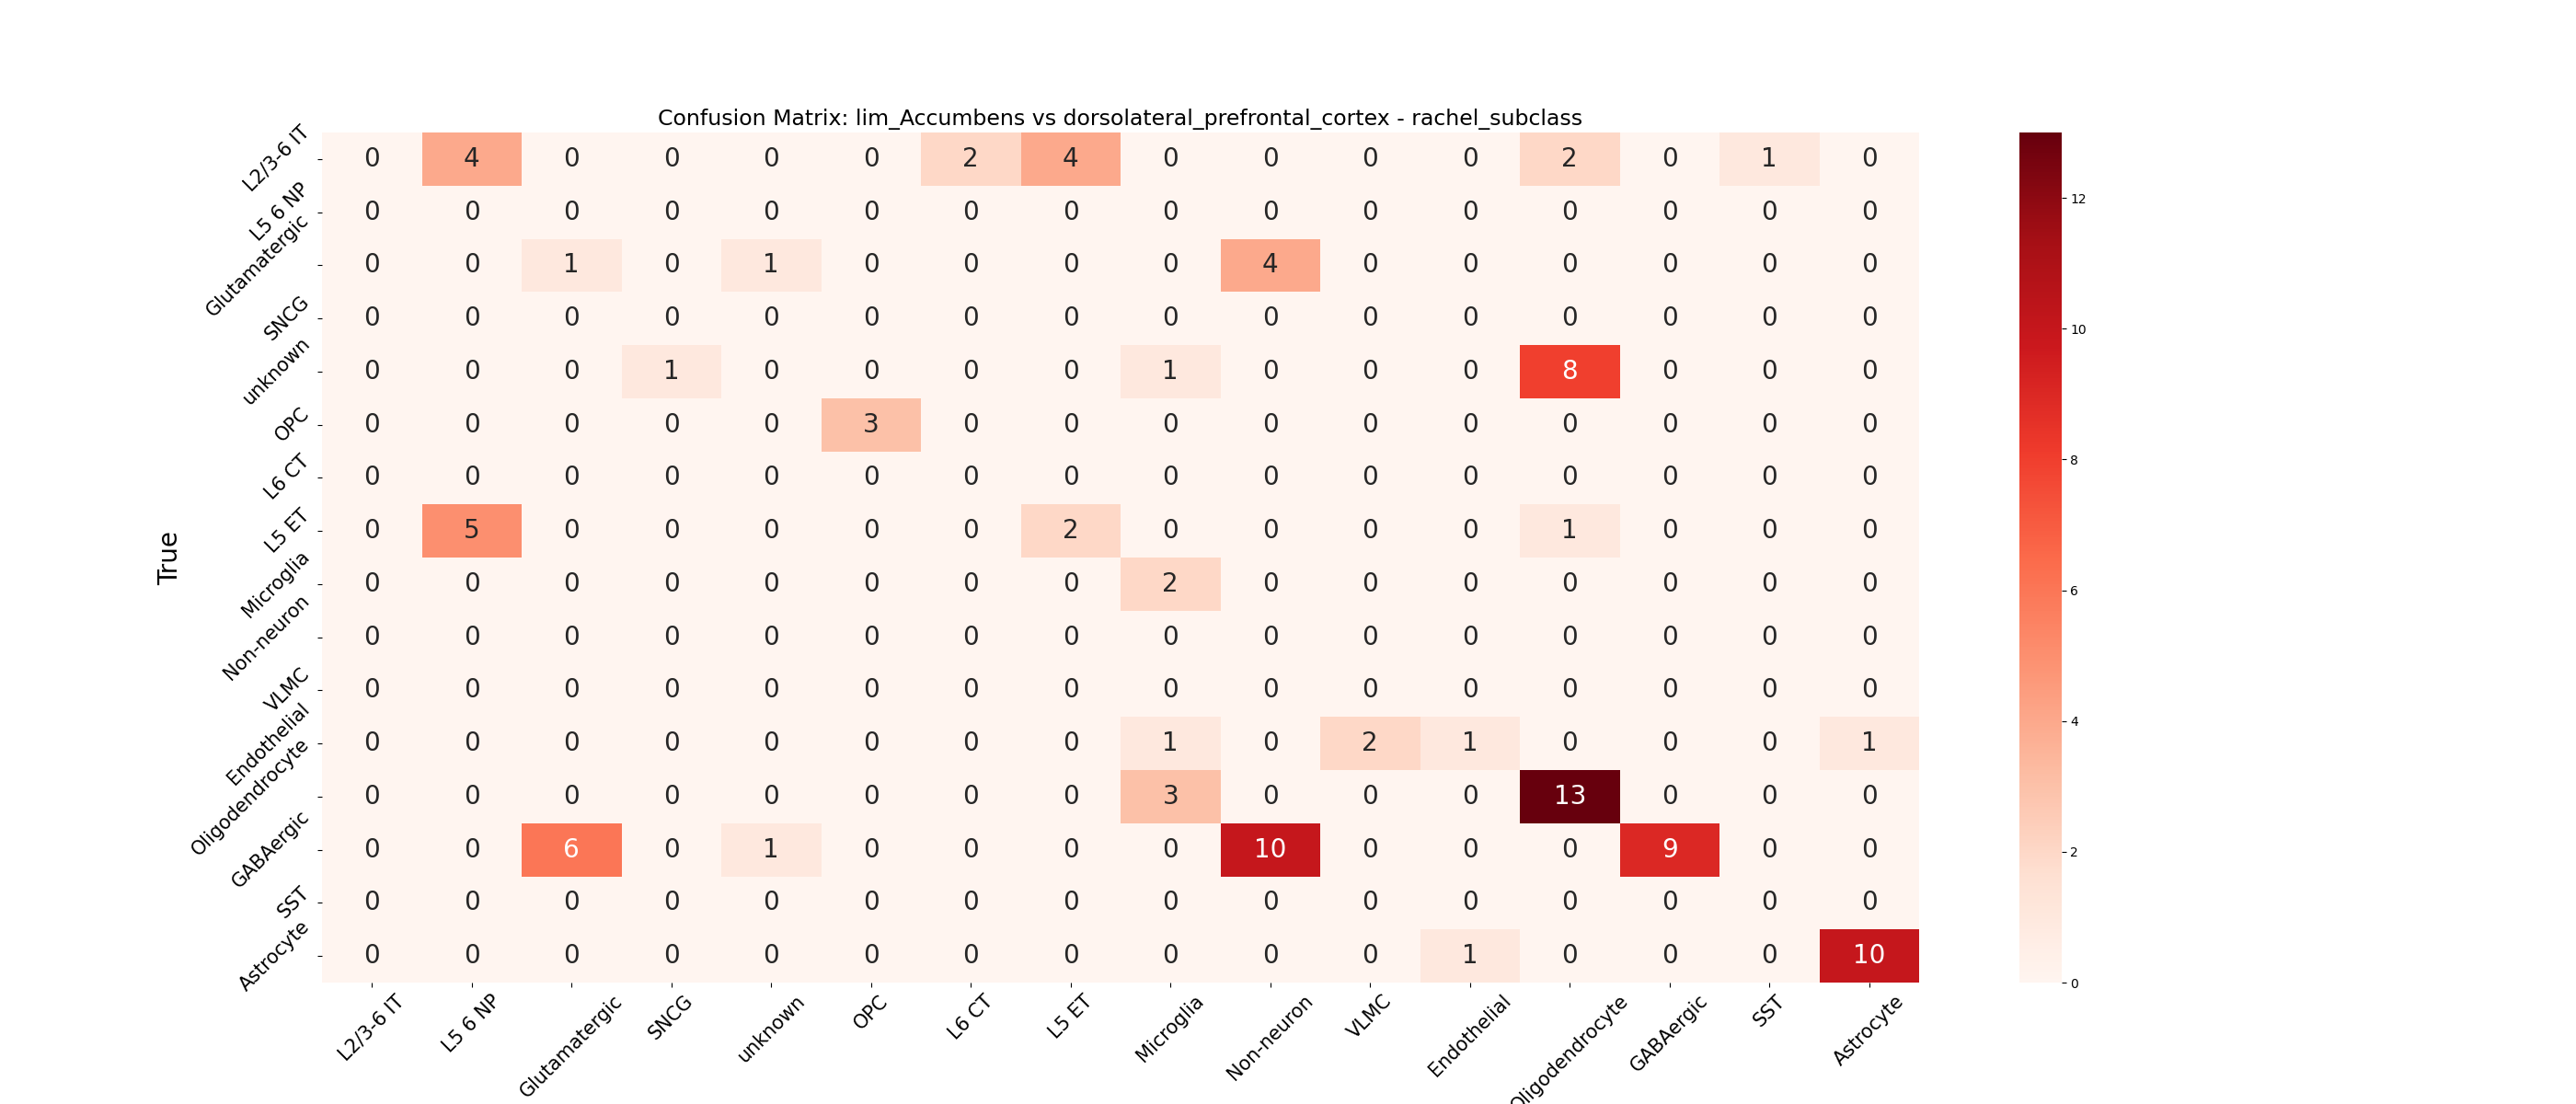 Confusion Matrix: lim_Accumbens vs dorsolateral_prefrontal_cortex - rachel_subclass
True
L2/3-6 IT 0 4 0 0 0 0 2 4 0 0 0 0 2 0 1 0
L5 6 NP 0 0 0 0 0 0 0 0 0 0 0 0 0 0 0 0
Glutamatergic 0 0 1 0 1 0 0 0 0 4 0 0 0 0 0 0
SNCG 0 0 0 0 0 0 0 0 0 0 0 0 0 0 0 0
unknown 0 0 0 1 0 0 0 0 1 0 0 0 8 0 0 0
OPC 0 0 0 0 0 3 0 0 0 0 0 0 0 0 0 0
L6 CT 0 0 0 0 0 0 0 0 0 0 0 0 0 0 0 0
L5 ET 0 5 0 0 0 0 0 2 0 0 0 0 1 0 0 0
Microglia 0 0 0 0 0 0 0 0 2 0 0 0 0 0 0 0
Non-neuron 0 0 0 0 0 0 0 0 0 0 0 0 0 0 0 0
VLMC 0 0 0 0 0 0 0 0 0 0 0 0 0 0 0 0
Endothelial 0 0 0 0 0 0 0 0 1 0 2 1 0 0 0 1
Oligodendrocyte 0 0 0 0 0 0 0 0 3 0 0 0 13 0 0 0
GABAergic 0 0 6 0 1 0 0 0 0 10 0 0 0 9 0 0
SST 0 0 0 0 0 0 0 0 0 0 0 0 0 0 0 0
Astrocyte 0 0 0 0 0 0 0 0 0 0 0 1 0 0 0 10
L2/3-6 IT L5 6 NP Glutamatergic SNCG unknown OPC L6 CT L5 ET Microglia Non-neuron VLMC Endothelial Oligodendrocyte GABAergic SST Astrocyte
12
10
8
6
4
2
0